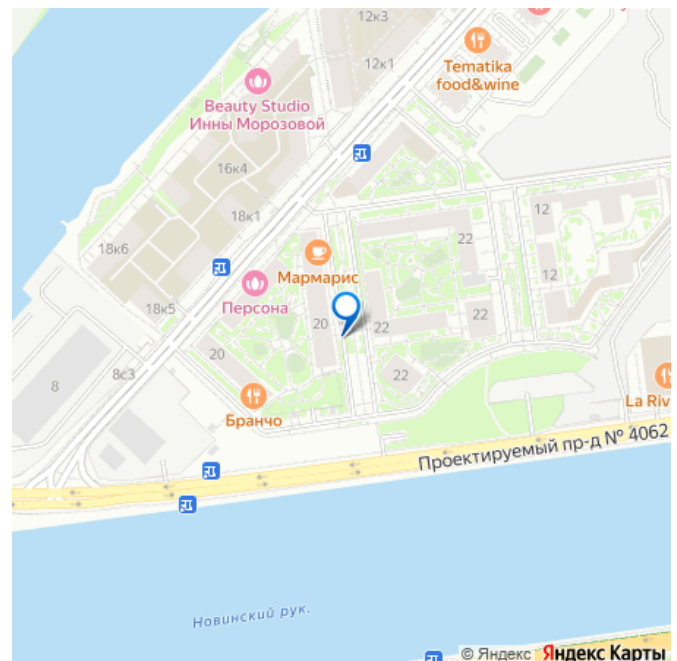 12к3
12к1
Tematika
food&wine
Beauty Studio
Инны Морозовой
16к4
18к1
12
22
12
18к6
Мармарис
Персона
18к5
20
22
22
20
8с3
22
8
Бранчо
La Riv
Проектируемый пр-д № 4062
Новинский рук.
© Яндекс Яндекс Карты